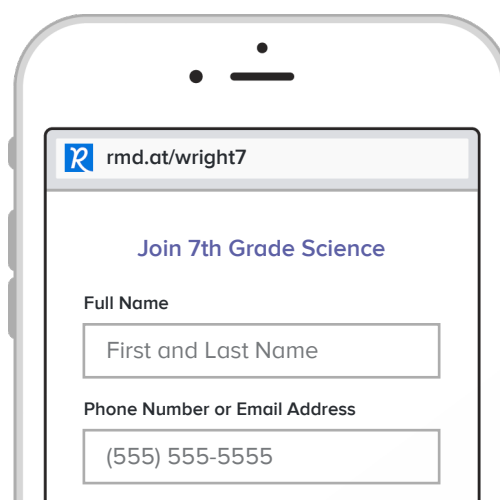 R
rmd.at/wright7
Join 7th Grade Science
Full Name
First and Last Name
Phone Number or Email Address
(555) 555-5555